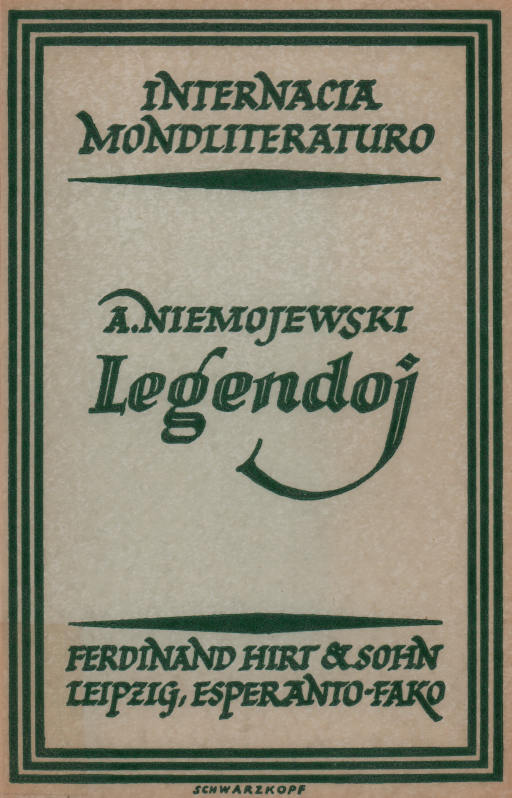 INTERNACIA
MONDLITERATURO
A. NIEMOJEWSKI
Legendoj
FERDINAND HIRT & SOHN
LEIPZIG, ESPERANTO-FAKO
SCHWARZKOPF